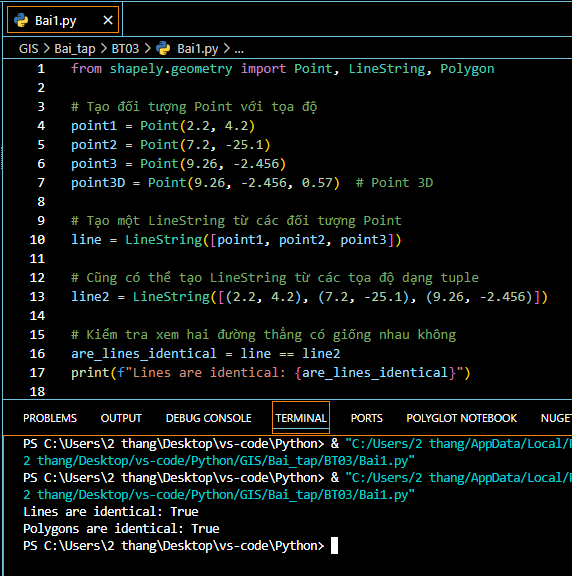 Bai1.py
GIS > Bai_tap > BT03 > Bai1.py > ...
1 from shapely.geometry import Point, LineString, Polygon
2
3 # Tạo đối tượng Point với tọa độ
4 point1 = Point(2.2, 4.2)
5 point2 = Point(7.2, -25.1)
6 point3 = Point(9.26, -2.456)
7 point3D = Point(9.26, -2.456, 0.57)  # Point 3D
8
9 # Tạo một LineString từ các đối tượng Point
10 line = LineString([point1, point2, point3])
11
12 # Cũng có thể tạo LineString từ các tọa độ dạng tuple
13 line2 = LineString([(2.2, 4.2), (7.2, -25.1), (9.26, -2.456)])
14
15 # Kiểm tra xem hai đường thẳng có giống nhau không
16 are_lines_identical = line == line2
17 print(f"Lines are identical: {are_lines_identical}")
18
PROBLEMS OUTPUT DEBUG CONSOLE TERMINAL PORTS POLYGLOT NOTEBOOK NUGET
PS C:\Users\2 thang\Desktop\vs-code\Python> & "C:/Users/2 thang/AppData/Local/
2 thang/Desktop/vs-code/Python/GIS/Bai_tap/BT03/Bai1.py"
PS C:\Users\2 thang\Desktop\vs-code\Python> & "C:/Users/2 thang/AppData/Local/
2 thang/Desktop/vs-code/Python/GIS/Bai_tap/BT03/Bai1.py"
Lines are identical: True
Polygons are identical: True
PS C:\Users\2 thang\Desktop\vs-code\Python>